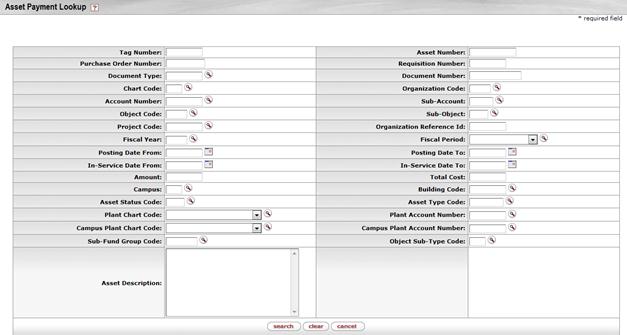 Asset Payment Lookup ?
* required field
Tag Number: Asset Number:
Purchase Order Number: Requisition Number:
Document Type: Document Number:
Chart Code: Organization Code:
Account Number: Sub-Account:
Object Code: Sub-Object:
Project Code: Organization Reference Id:
Fiscal Year: Fiscal Period:
Posting Date From: Posting Date To:
In-Service Date From: In-Service Date To:
Amount: Total Cost:
Campus: Building Code:
Asset Status Code: Asset Type Code:
Plant Chart Code: Plant Account Number:
Campus Plant Chart Code: Campus Plant Account Number:
Sub-Fund Group Code: Object Sub-Type Code:
Asset Description:
search clear cancel